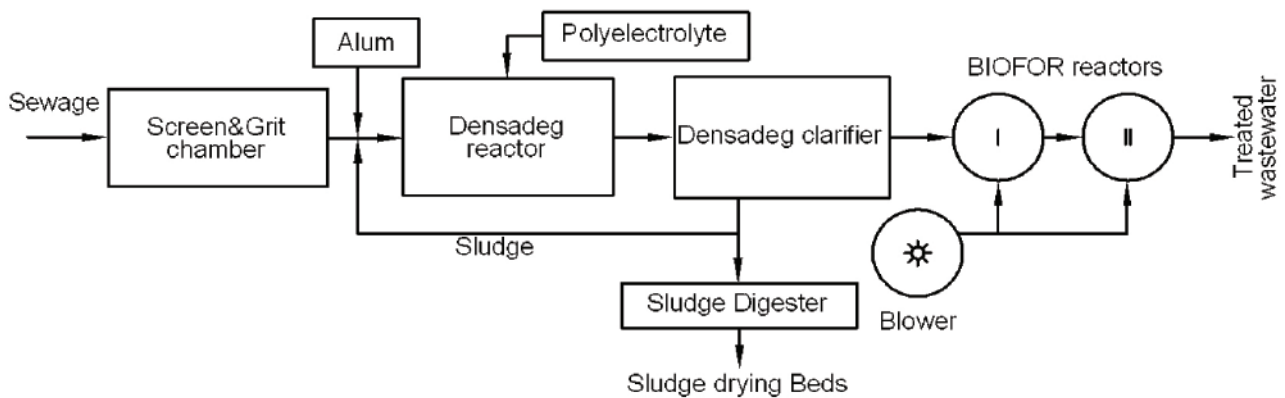 Alum
Polyelectrolyte
BIOFOR reactors
Sewage
Screen&Grit
chamber
Densadeg
reactor
Densadeg clarifier
I
II
Treated
wastewater
Sludge
Sludge Digester
Blower
Sludge drying Beds